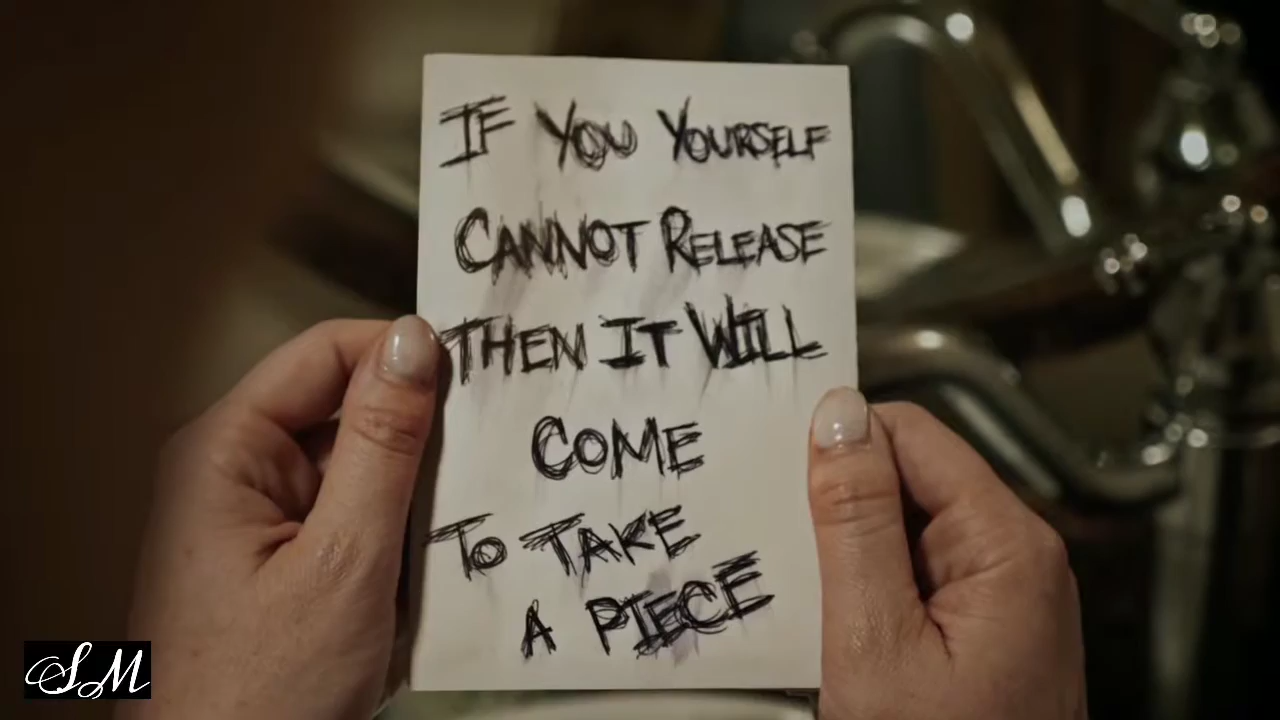 IF YOU YOURSELF
CANNOT RELEASE
THEN IT WILL
COME
TO TAKE
A PIECE
SM